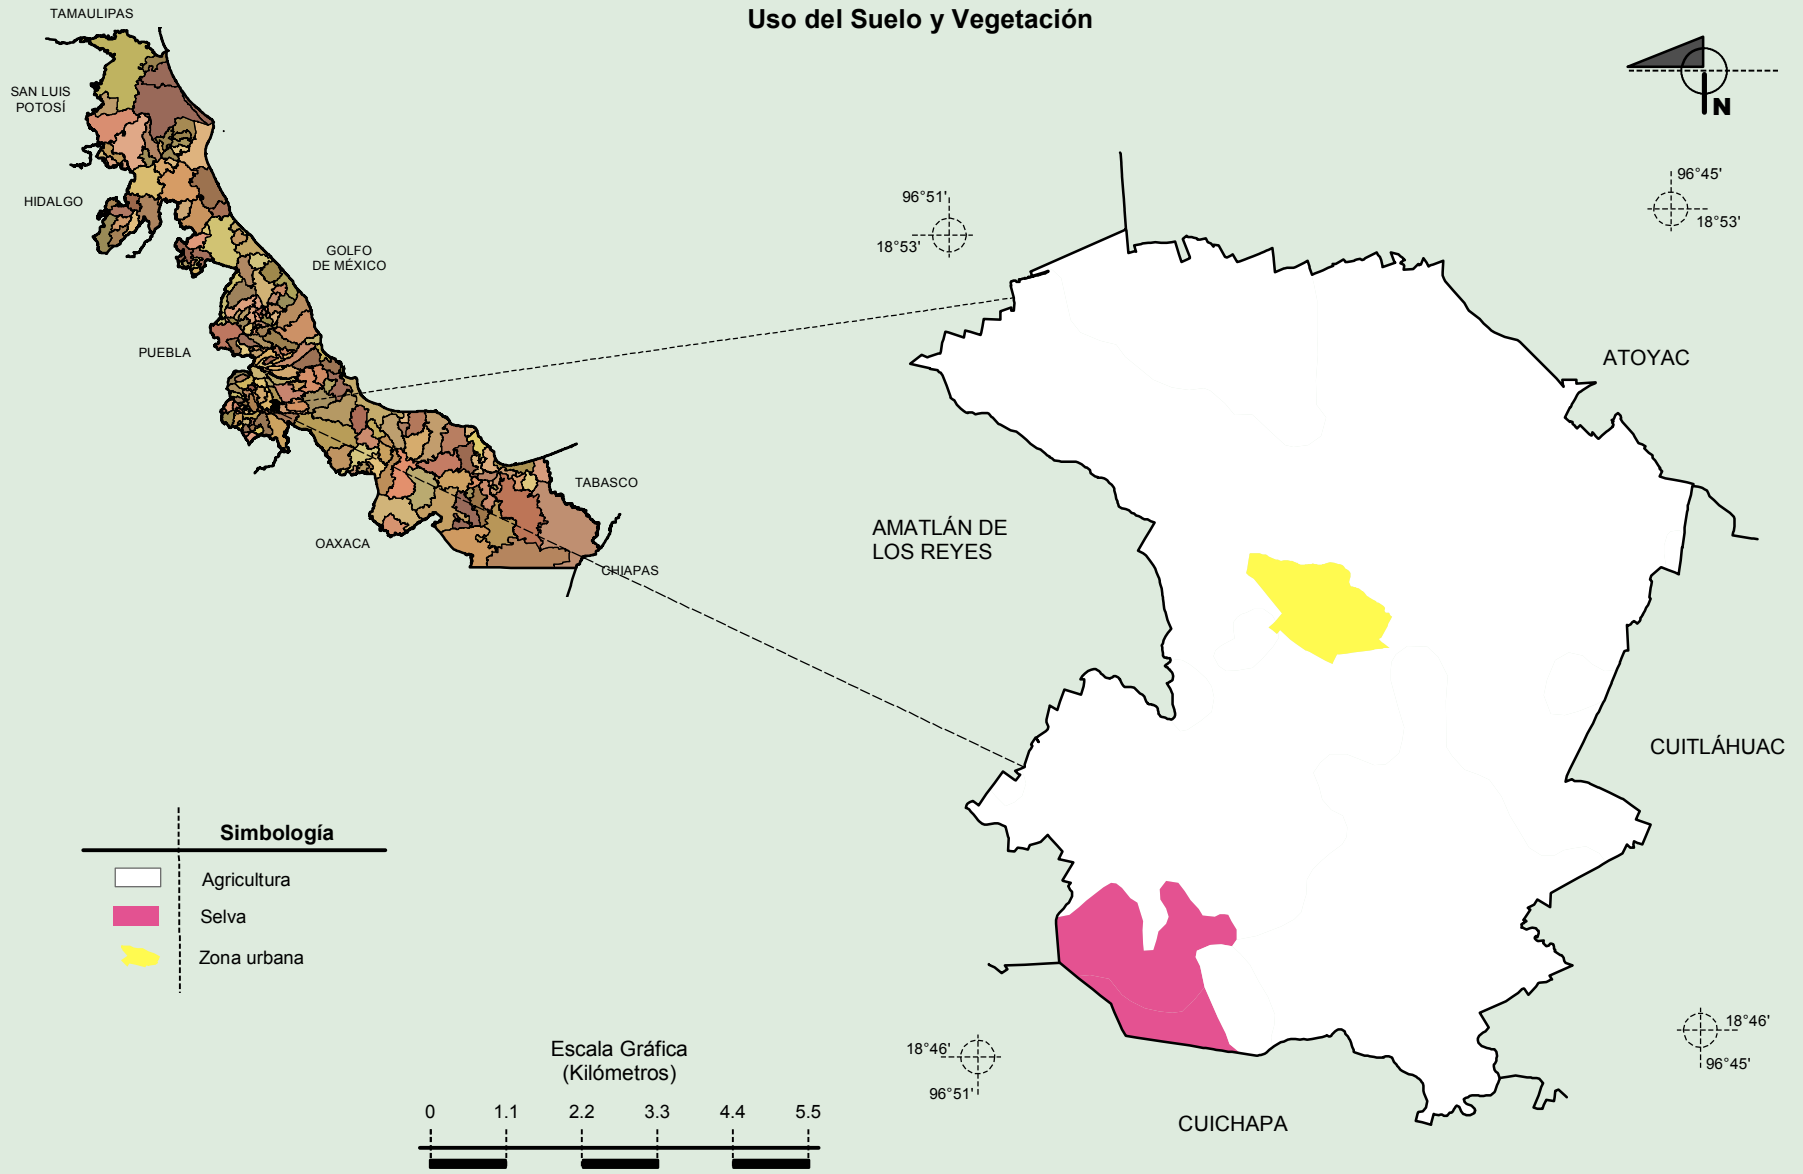 Uso del Suelo y Vegetación
TAMAULIPAS
SAN LUIS
POTOSÍ
HIDALGO
GOLFO
DE MÉXICO
PUEBLA
TABASCO
OAXACA
CHIAPAS
N
96°51'
18°53'
96°45'
18°53'
ATOYAC
AMATLÁN DE
LOS REYES
CUITLÁHUAC
Simbología
Agricultura
Selva
Zona urbana
18°46'
96°51'
18°46'
96°45'
CUICHAPA
Escala Gráfica
(Kilómetros)
0 1.1 2.2 3.3 4.4 5.5